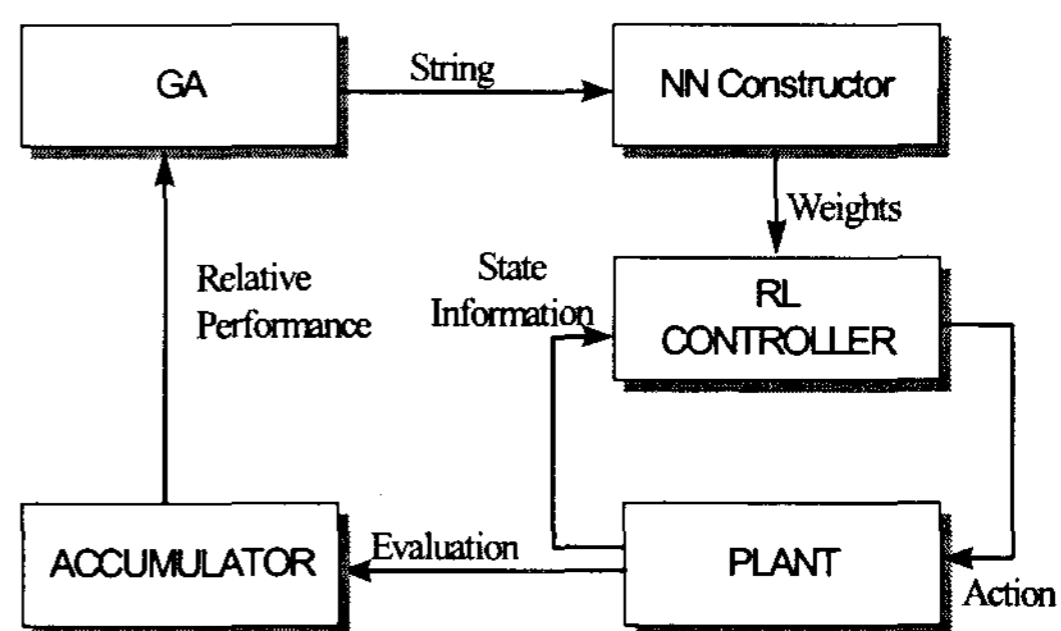 GA
String
NN Constructor
Weights
Relative
Performance
State
Information
RL
CONTROLLER
ACCUMULATOR
Evaluation
PLANT
Action